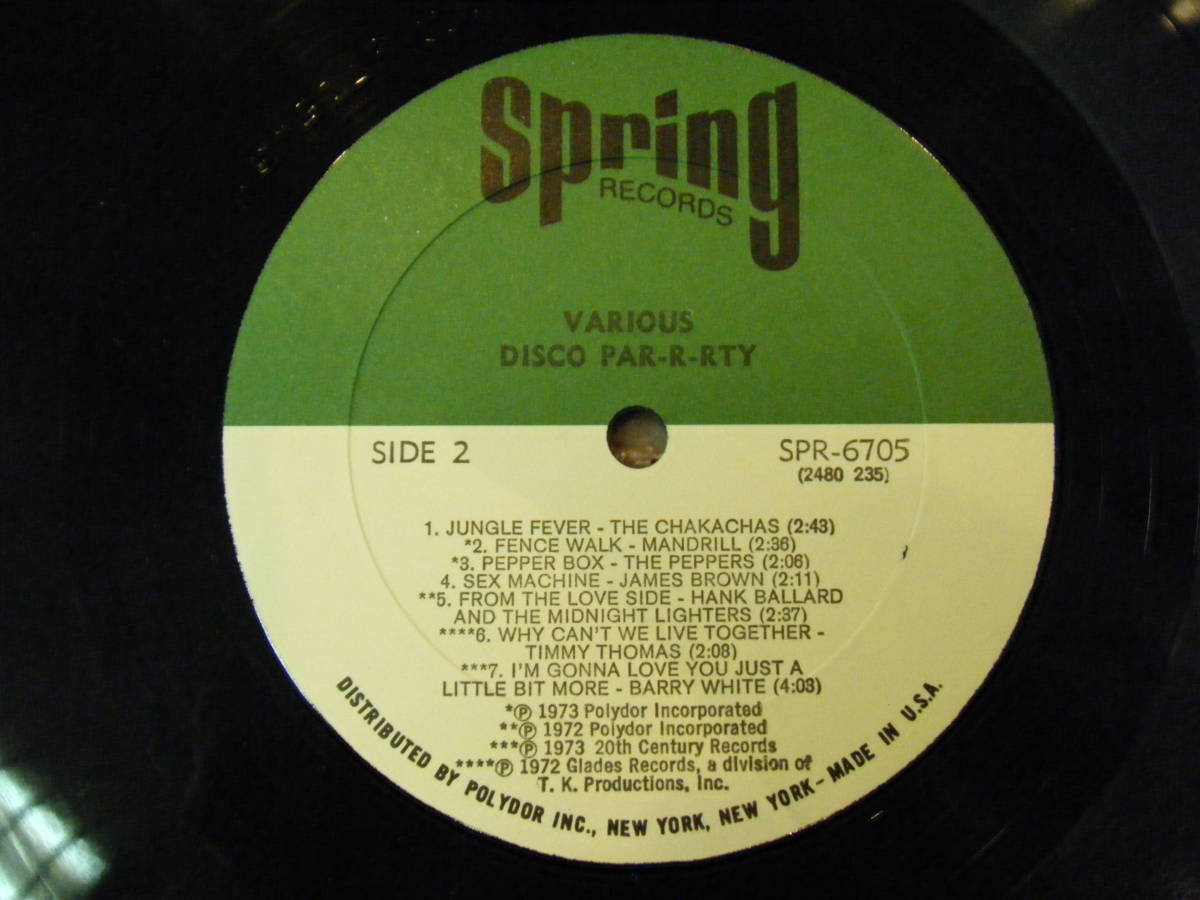 Spring
RECORDS
VARIOUS
DISCO PAR-R-RTY
SIDE 2
SPR-6705
(2480 235)
1. JUNGLE FEVER - THE CHAKACHAS (2:43)
*2. FENCE WALK - MANDRILL (2:36)
*3. PEPPER BOX - THE PEPPERS (2:06)
4. SEX MACHINE - JAMES BROWN (2:11)
**5. FROM THE LOVE SIDE - HANK BALLARD
AND THE MIDNIGHT LIGHTERS (2:37)
****6. WHY CAN'T WE LIVE TOGETHER -
TIMMY THOMAS (2:08)
***7. I'M GONNA LOVE YOU JUST A
LITTLE BIT MORE - BARRY WHITE (4:03)
*Ⓟ 1973 Polydor Incorporated
**Ⓟ 1972 Polydor Incorporated
***Ⓟ 1973 20th Century Records
****Ⓟ 1972 Glades Records, a division of
T. K. Productions, Inc.
DISTRIBUTED BY POLYDOR INC., NEW YORK, NEW YORK - MADE IN U.S.A.